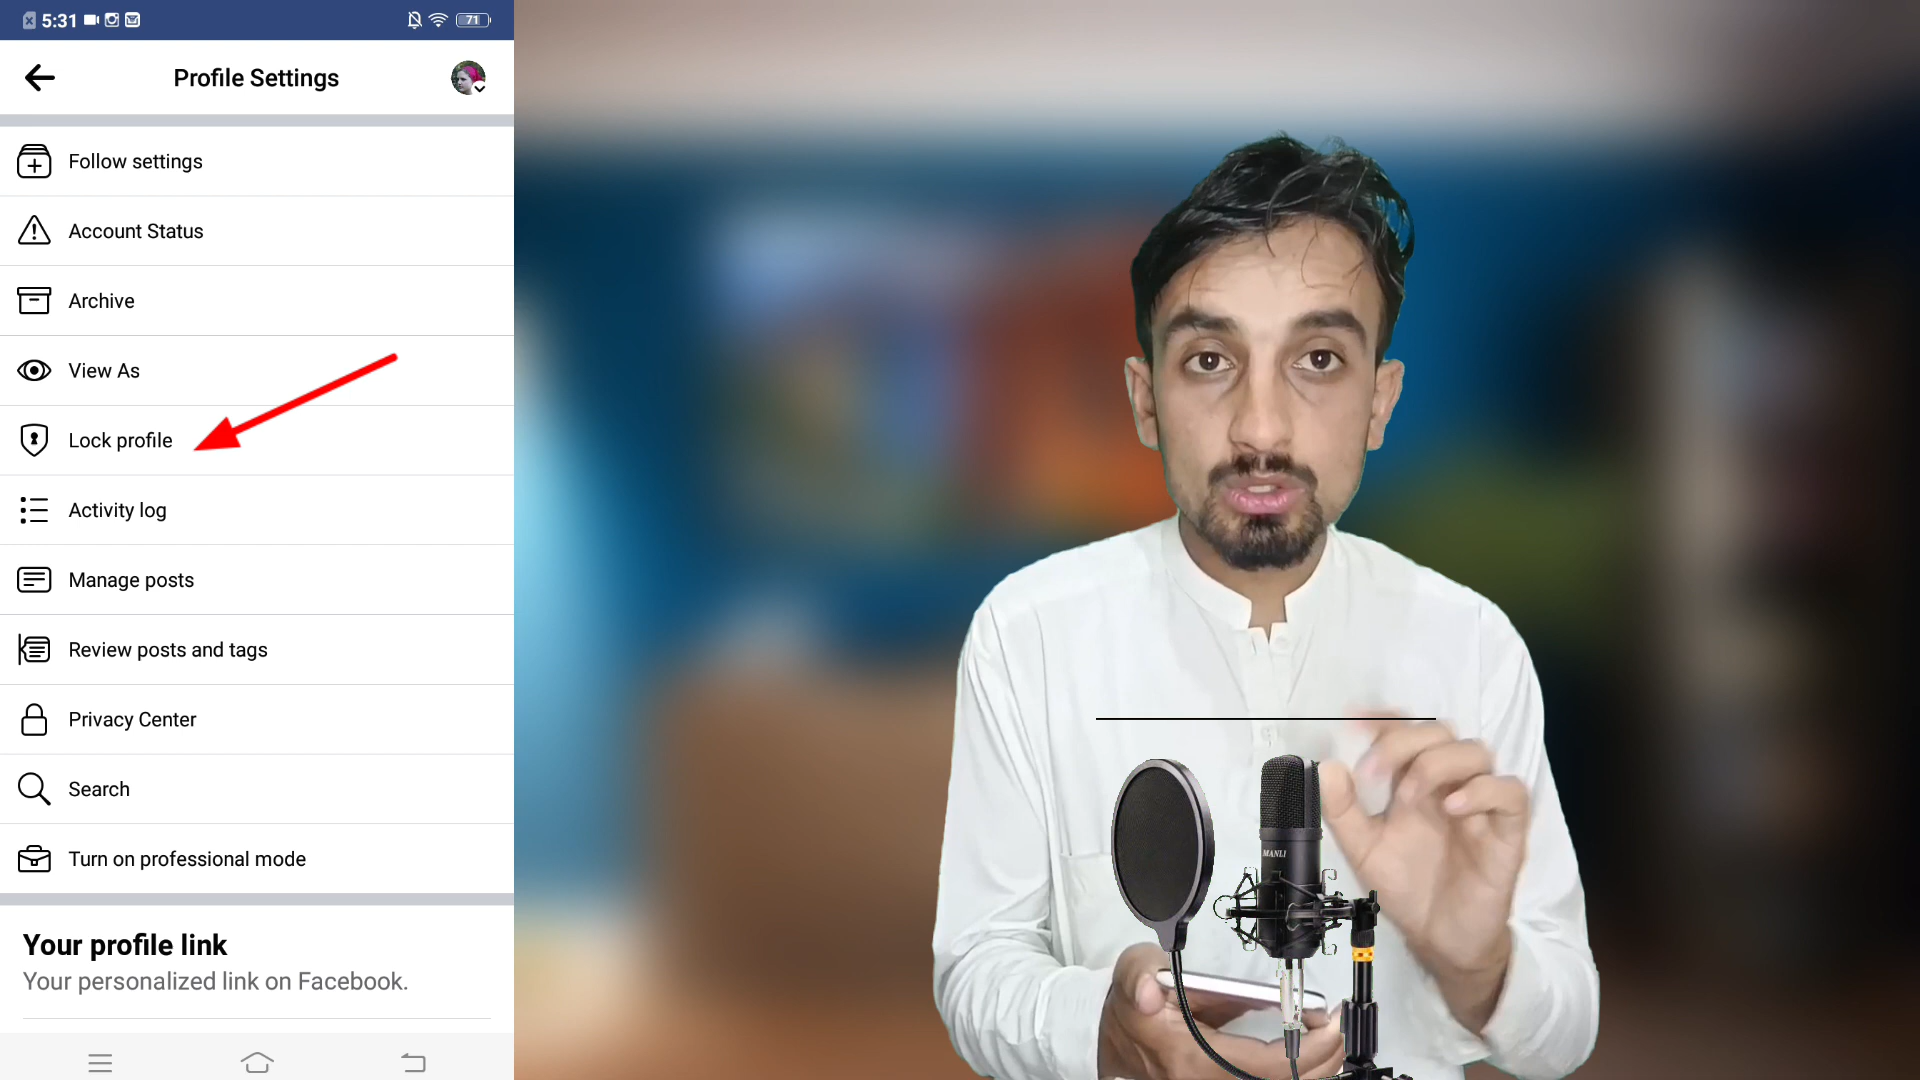 5:31
71
Profile Settings
Follow settings
Account Status
Archive
View As
Lock profile
Activity log
Manage posts
Review posts and tags
Privacy Center
Search
Turn on professional mode
Your profile link
Your personalized link on Facebook.
MANLI